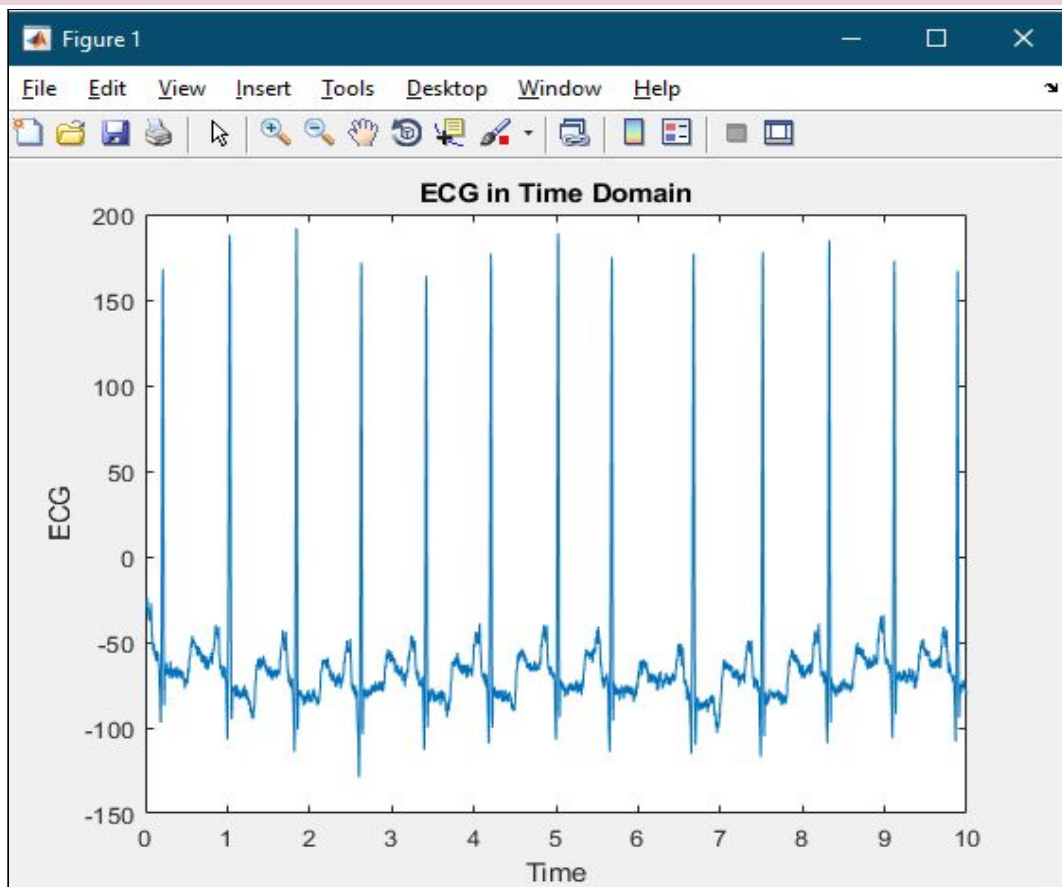 Figure 1
File Edit View Insert Tools Desktop Window Help
ECG in Time Domain
200
150
100
50
0
-50
-100
-150
ECG
0 1 2 3 4 5 6 7 8 9 10
Time